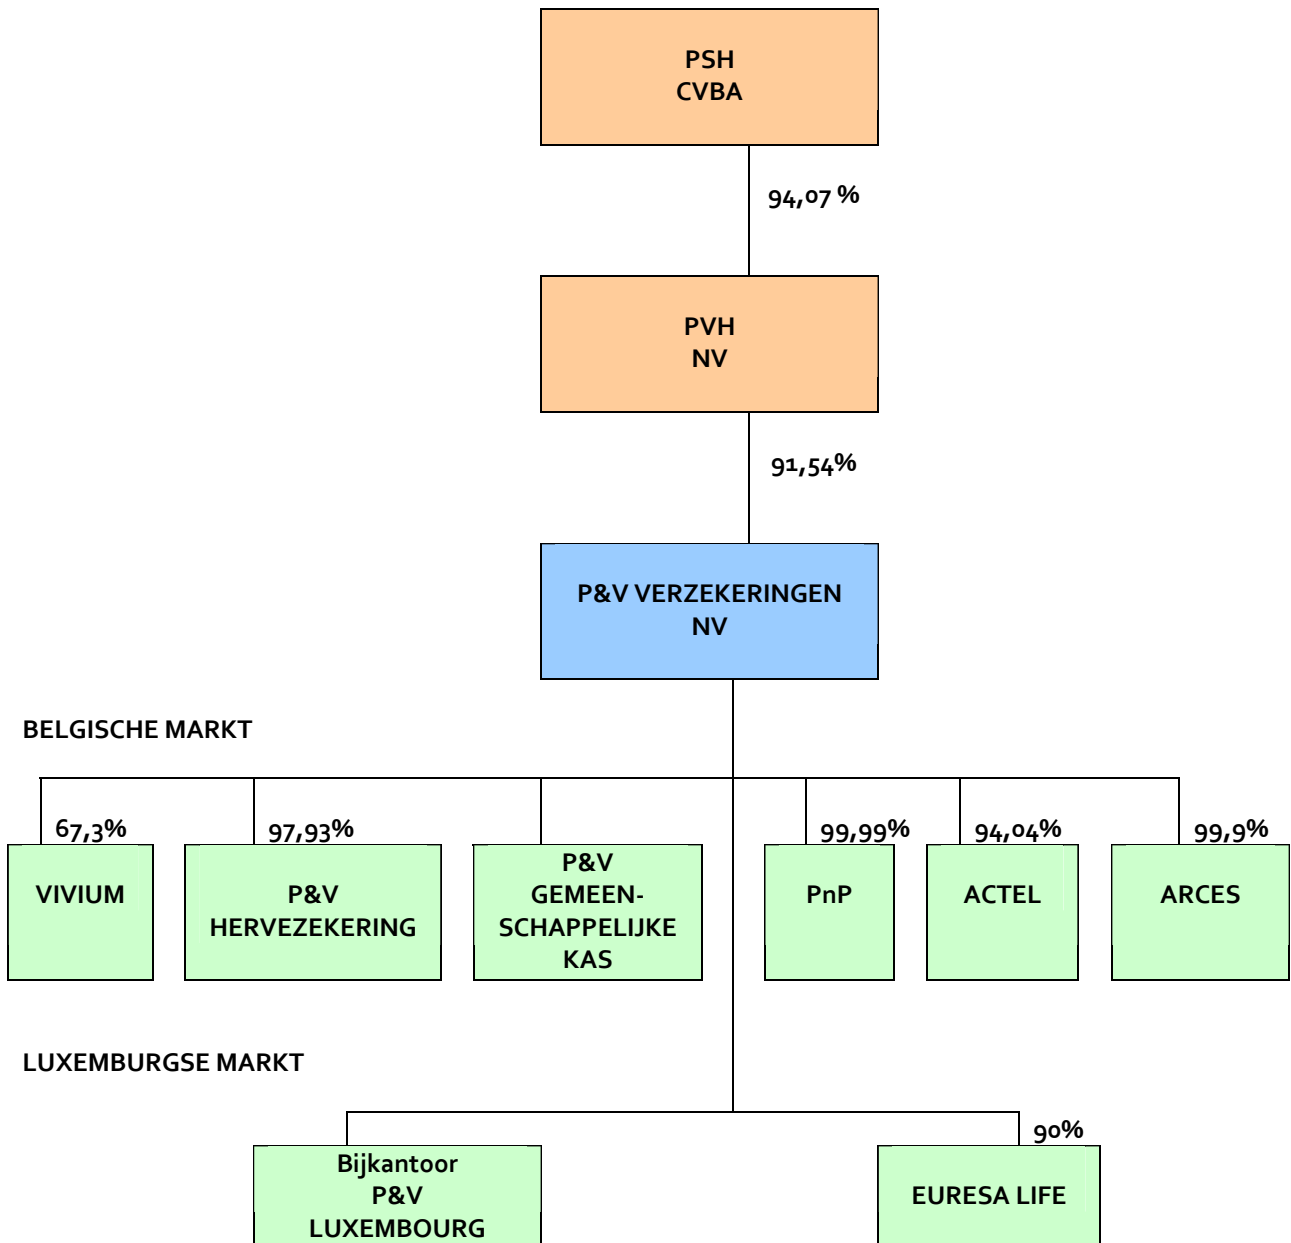 PSH
CVBA
94,07 %
PVH
NV
91,54%
P&V VERZEKERINGEN
NV
BELGISCHE MARKT
67,3%
97,93%
99,99%
94,04%
99,9%
VIVIUM
P&V
HERVEZEKERING
P&V
GEMEEN-
SCHAPPELIJKE
KAS
PnP
ACTEL
ARCES
LUXEMBURGSE MARKT
90%
Bijkantoor
P&V
LUXEMBOURG
EURESA LIFE